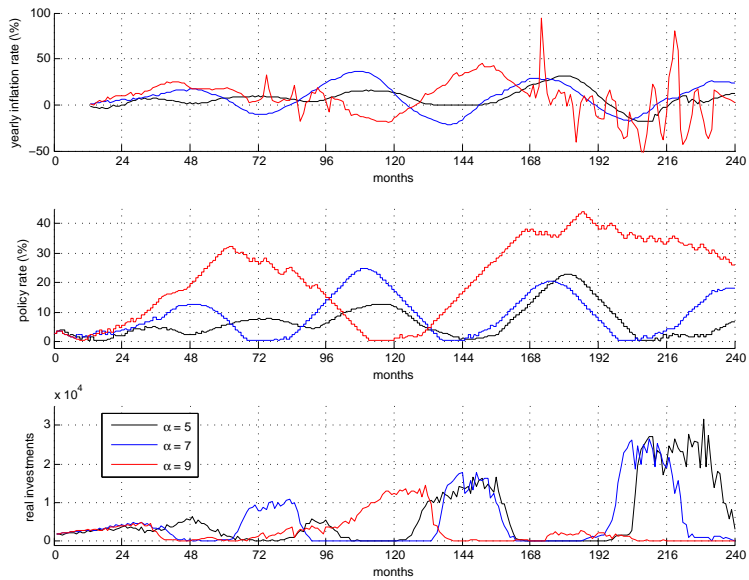 yearly inflation rate (\%)
100
50
0
−50
0 24 48 72 96 120 144 168 192 216 240
months
policy rate (\%)
40
30
20
10
0
0 24 48 72 96 120 144 168 192 216 240
months
x 10^4
real investments
3
2
1
0
α = 5
α = 7
α = 9
0 24 48 72 96 120 144 168 192 216 240
months